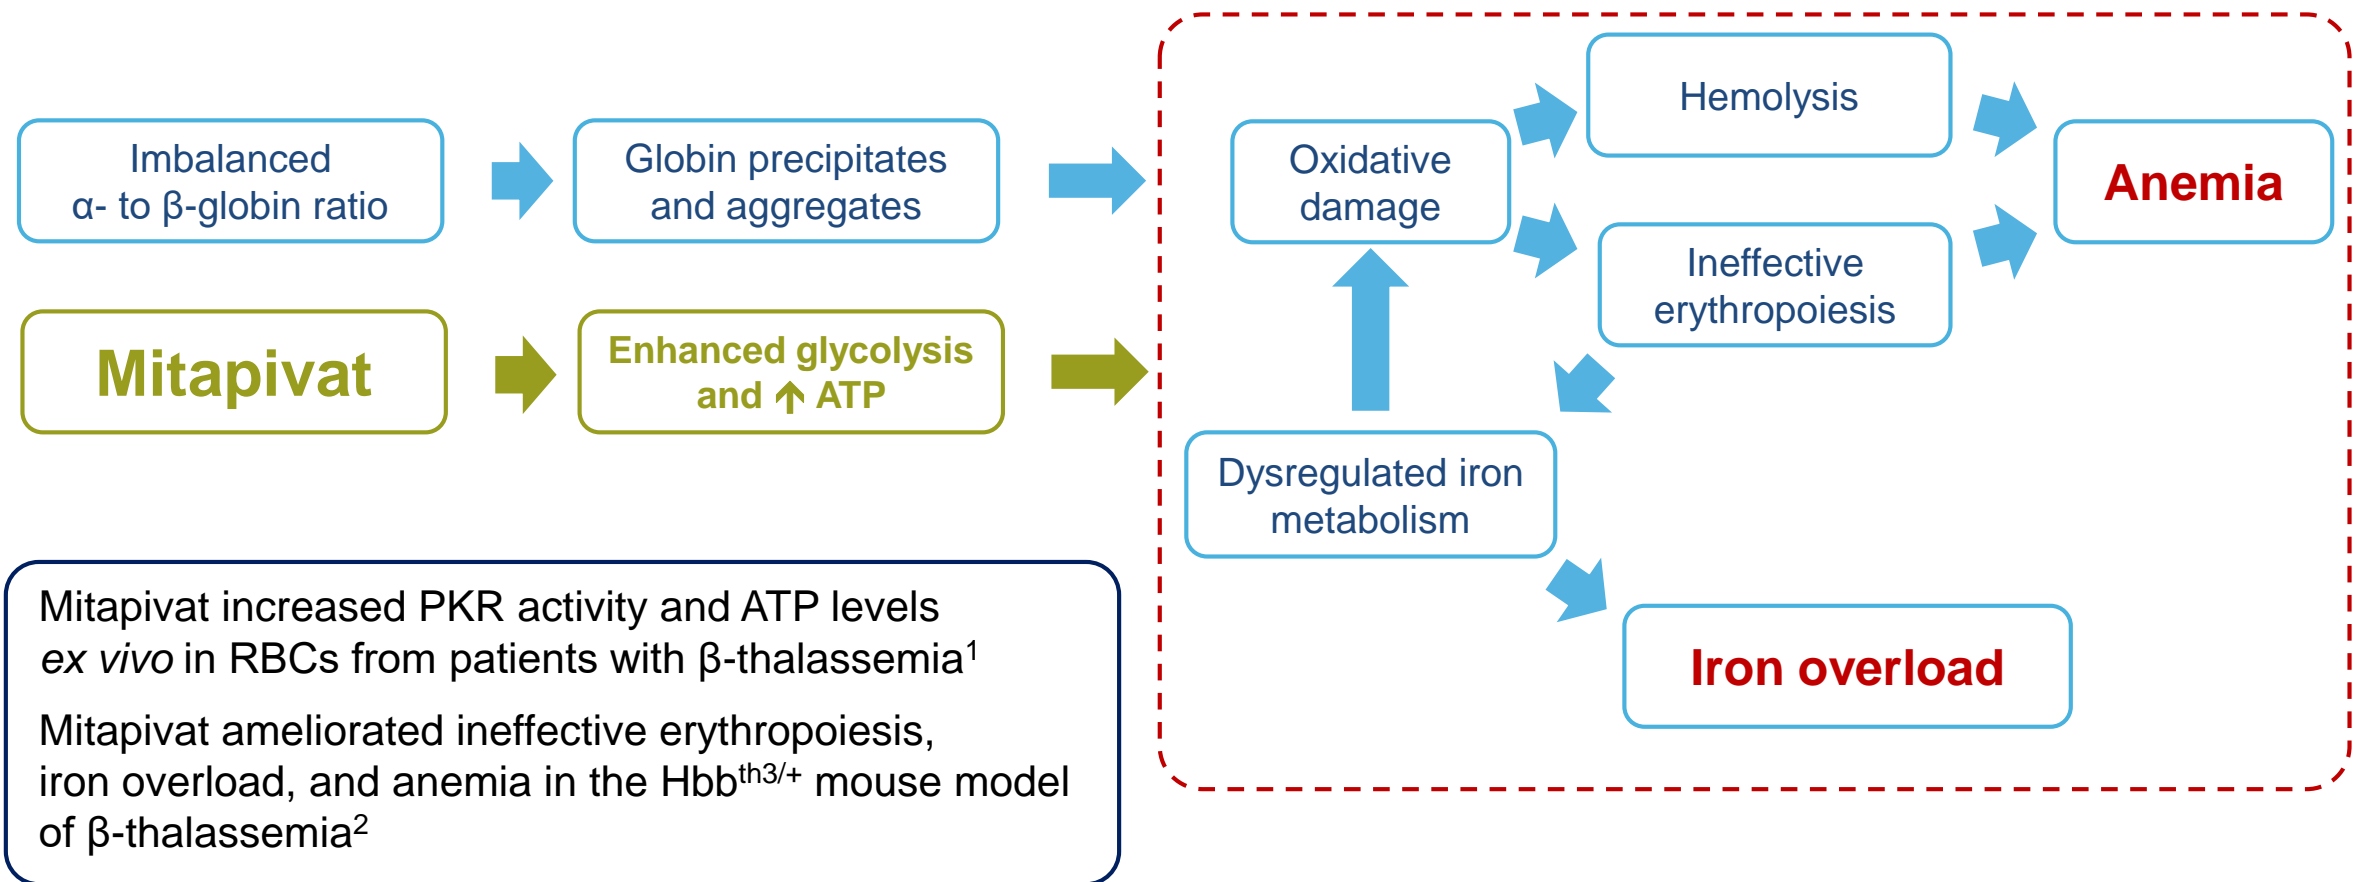 Imbalanced
α- to β-globin ratio
Globin precipitates
and aggregates
Mitapivat
Enhanced glycolysis
and ↑ ATP
Oxidative
damage
Hemolysis
Ineffective
erythropoiesis
Anemia
Dysregulated iron
metabolism
Iron overload
Mitapivat increased PKR activity and ATP levels
ex vivo in RBCs from patients with β-thalassemia¹
Mitapivat ameliorated ineffective erythropoiesis,
iron overload, and anemia in the Hbbᵗʰ³/⁺ mouse model
of β-thalassemia²